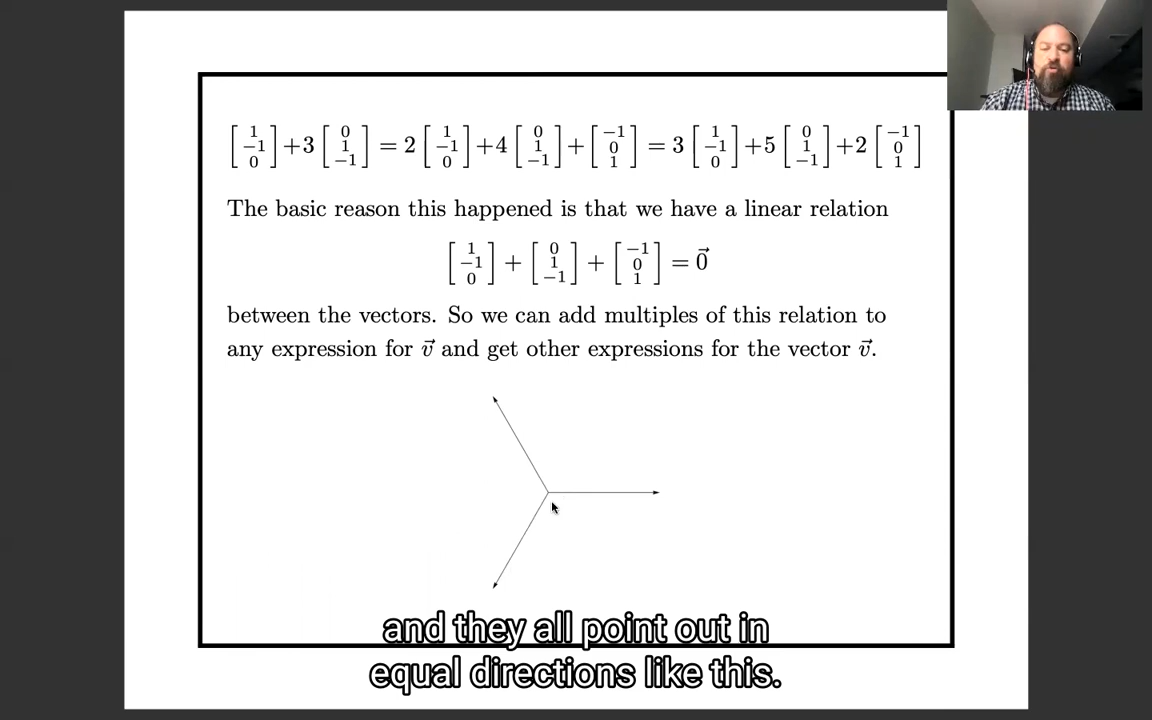 [1 −1 0] +3 [0 1 −1] = 2 [1 −1 0] +4 [0 1 −1] + [−1 0 1] = 3 [1 −1 0] +5 [0 1 −1] +2 [−1 0 1]
The basic reason this happened is that we have a linear relation
[1 −1 0] + [0 1 −1] + [−1 0 1] = 0⃗
between the vectors. So we can add multiples of this relation to
any expression for v⃗ and get other expressions for the vector v⃗.
and they all point out in
equal directions like this.